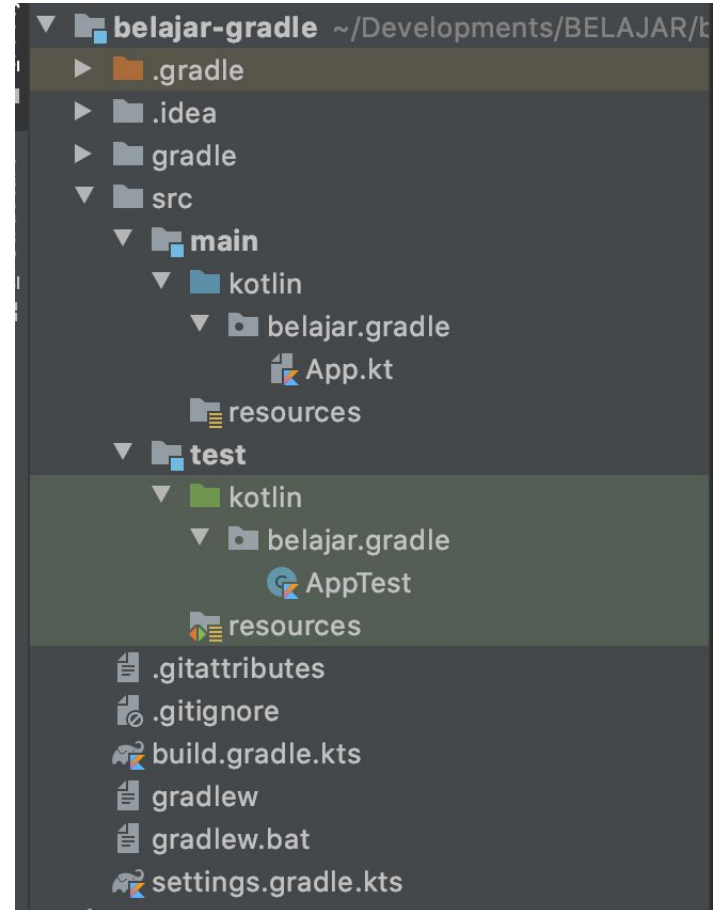 belajar-gradle ~/Developments/BELAJAR/b
.gradle
.idea
gradle
src
main
kotlin
belajar.gradle
App.kt
resources
test
kotlin
belajar.gradle
AppTest
resources
.gitattributes
.gitignore
build.gradle.kts
gradlew
gradlew.bat
settings.gradle.kts